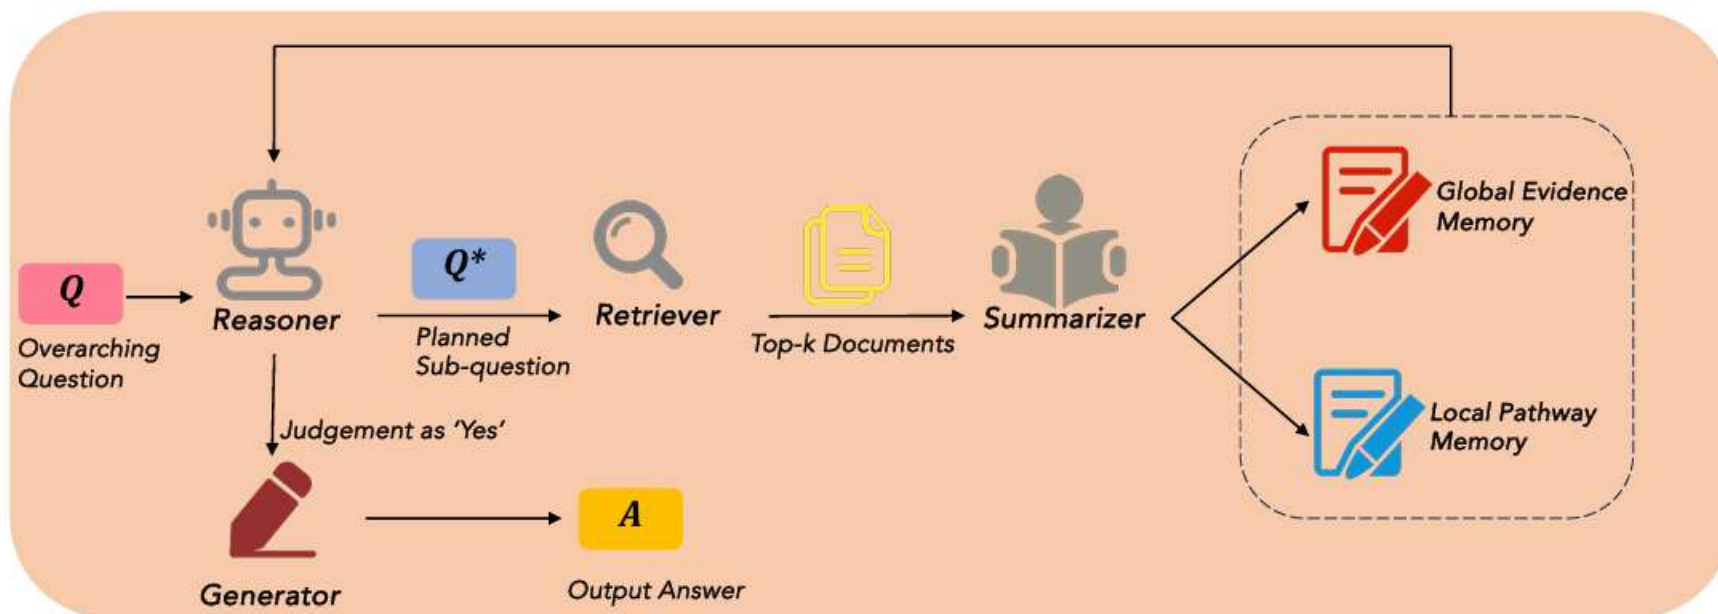 Q
Overarching
Question
Reasoner
Q*
Planned
Sub-question
Retriever
Top-k Documents
Summarizer
Global Evidence
Memory
Local Pathway
Memory
Judgement as 'Yes'
Generator
A
Output Answer